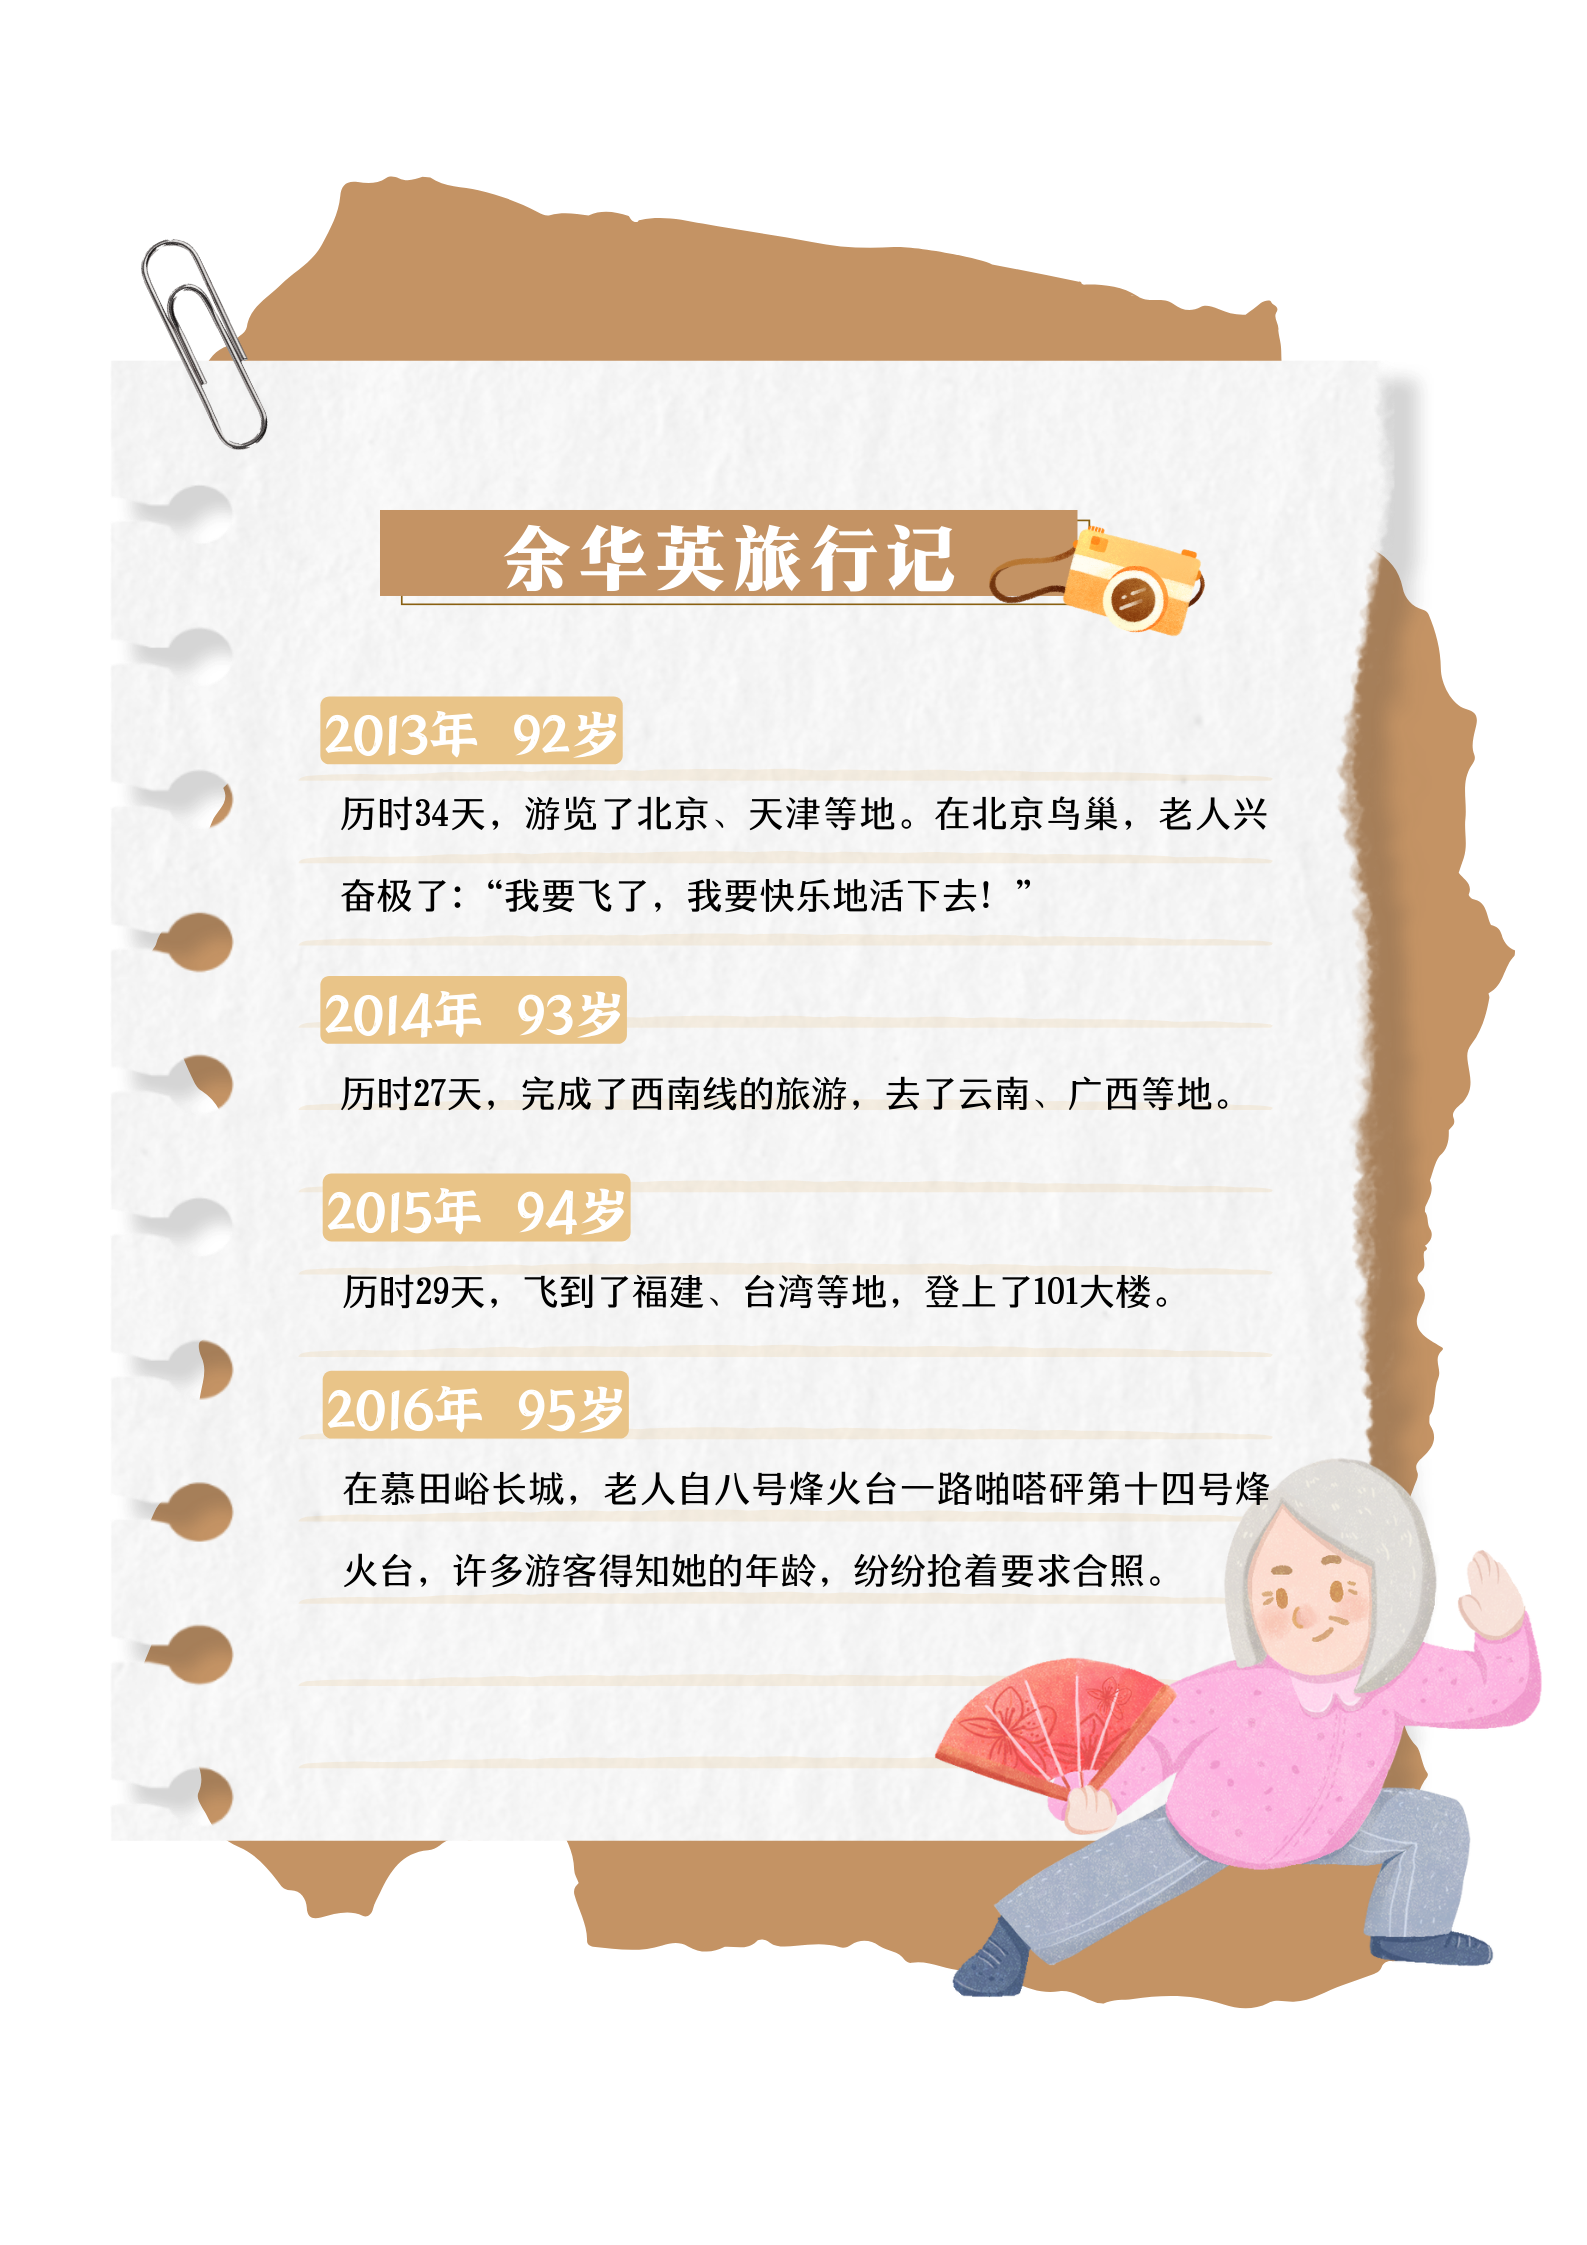 余华英旅行记
2013年 92岁
历时34天，游览了北京、天津等地。在北京鸟巢，老人兴
奋极了：“我要飞了，我要快乐地活下去！”
2014年 93岁
历时27天，完成了西南线的旅游，去了云南、广西等地。
2015年 94岁
历时29天，飞到了福建、台湾等地，登上了101大楼。
2016年 95岁
在慕田峪长城，老人自八号烽火台一路啪嗒砰第十四号烽
火台，许多游客得知她的年龄，纷纷抢着要求合照。